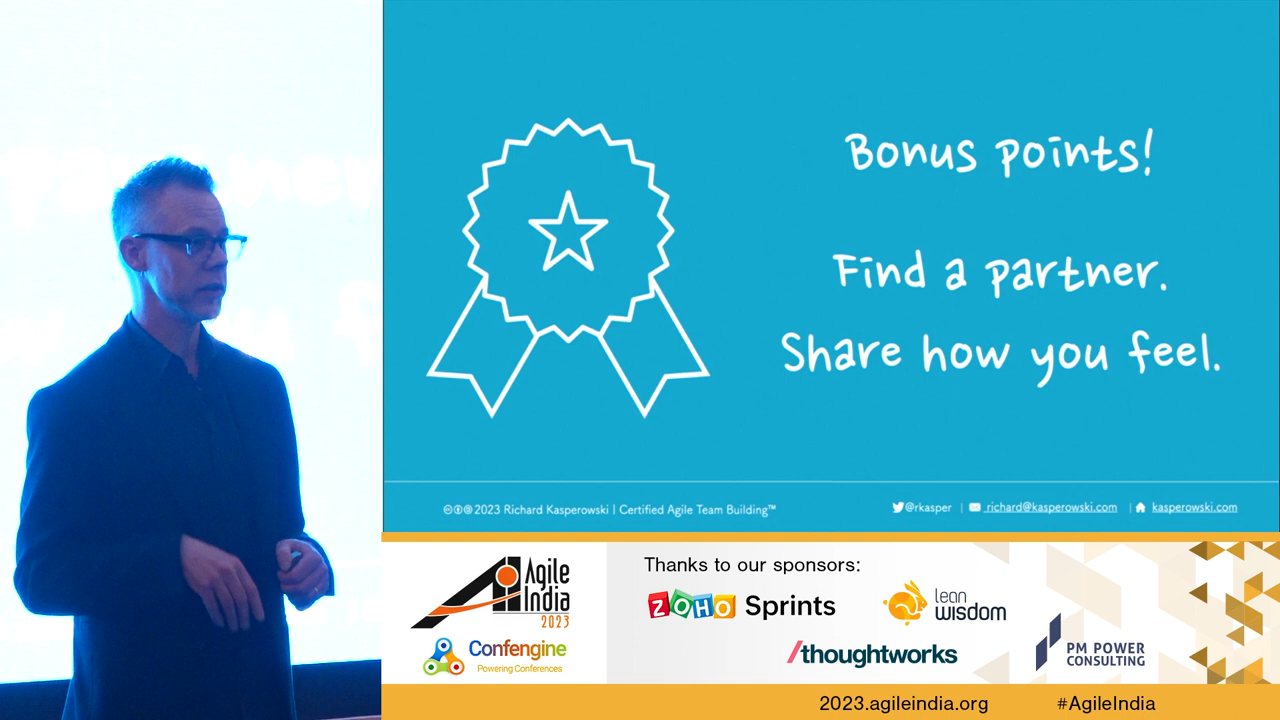 Bonus points!
Find a partner.
Share how you feel.
2023 Richard Kasperowski | Certified Agile Team Building™
@rkasper | richard@kasperowski.com | kasperowski.com
Agile
India
2023
Confengine
Powering Conferences
Thanks to our sponsors:
ZOHO Sprints
lean
wisdom
/thoughtworks
PM POWER
CONSULTING
2023.agileindia.org #AgileIndia